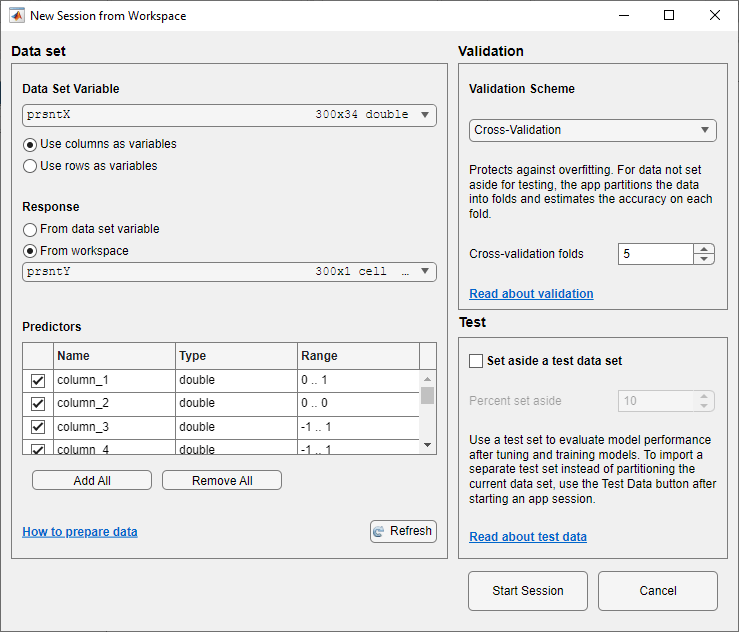 New Session from Workspace
Data set
Data Set Variable
prsntX 300x34 double
Use columns as variables
Use rows as variables
Response
From data set variable
From workspace
prsntY 300x1 cell ...
Predictors
Name Type Range
column_1 double 0 .. 1
column_2 double 0 .. 0
column_3 double -1 .. 1
column_4 double -1 .. 1
Add All Remove All
How to prepare data
Refresh
Validation
Validation Scheme
Cross-Validation
Protects against overfitting. For data not set
aside for testing, the app partitions the data
into folds and estimates the accuracy on each
fold.
Cross-validation folds 5
Read about validation
Test
Set aside a test data set
Percent set aside 10
Use a test set to evaluate model performance
after tuning and training models. To import a
separate test set instead of partitioning the
current data set, use the Test Data button after
starting an app session.
Read about test data
Start Session Cancel